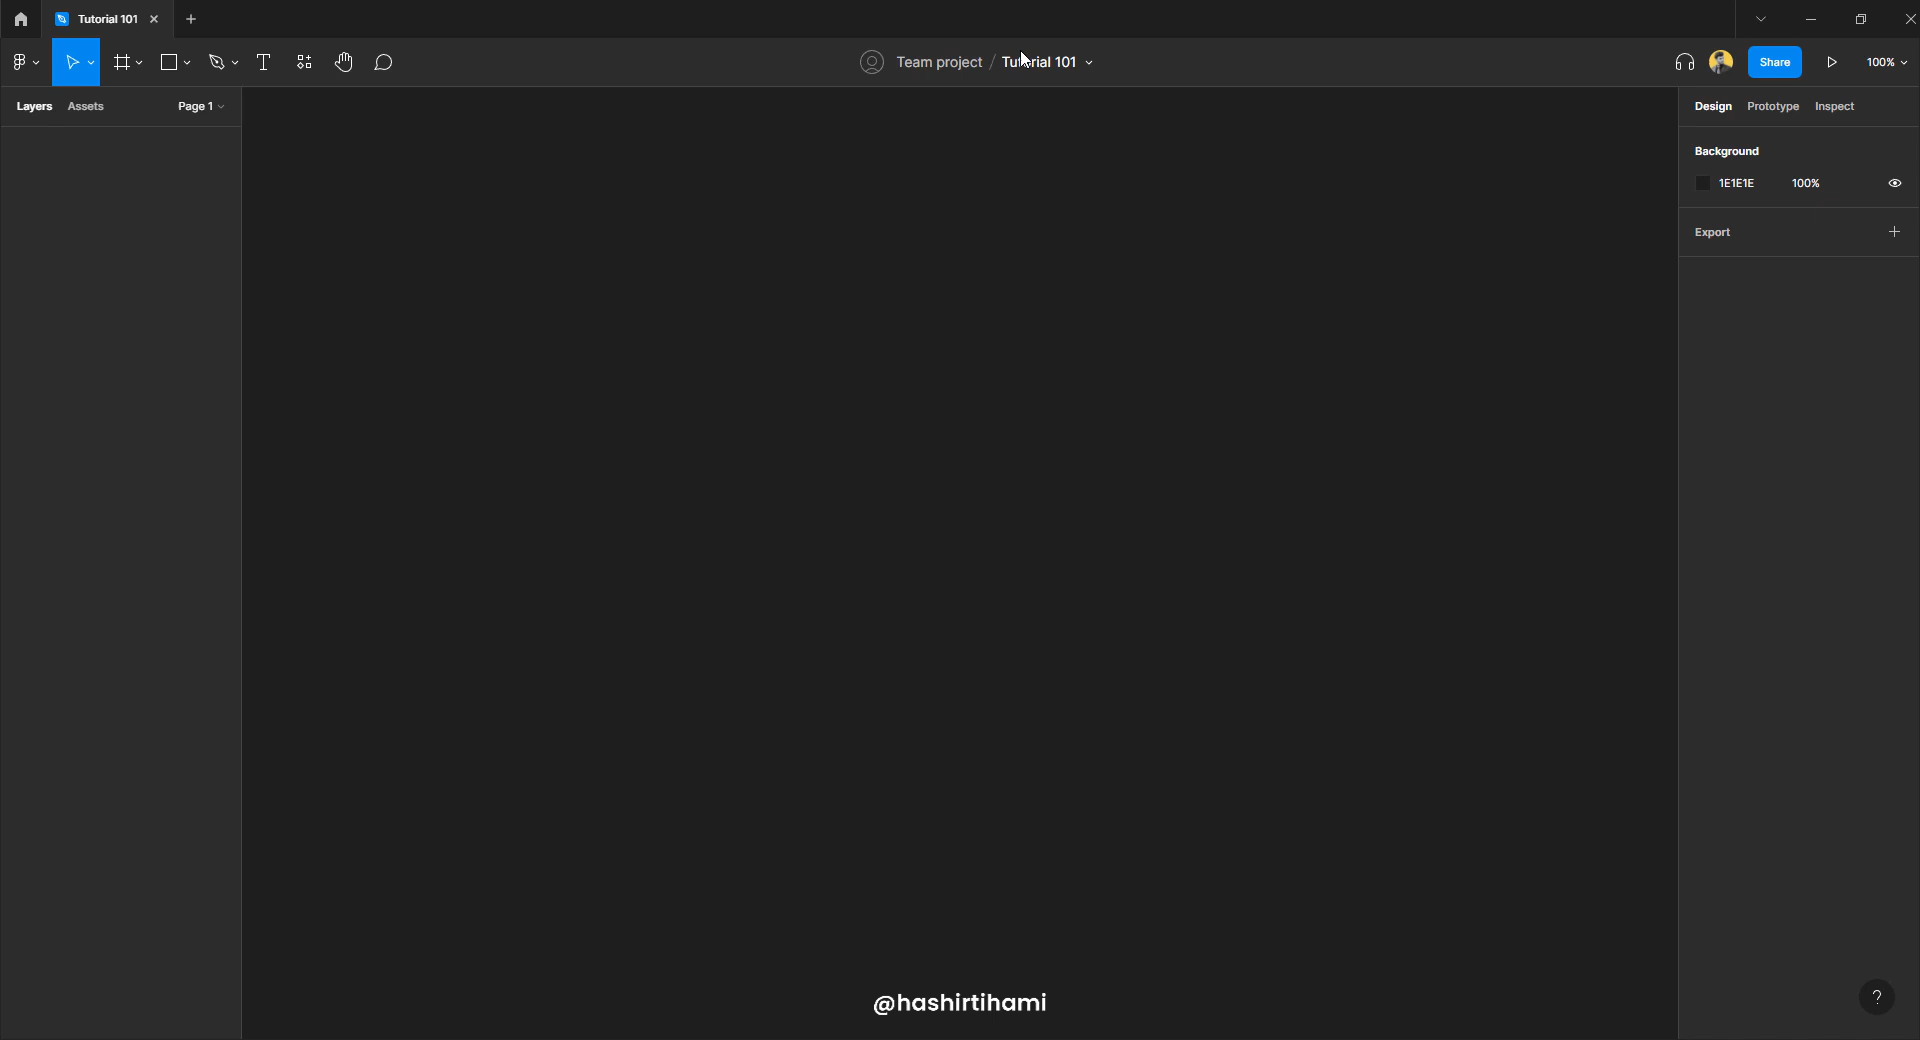 Tutorial 101
Team project / Tutorial 101
Share
100%
Layers Assets Page 1
Design Prototype Inspect
Background
1E1E1E 100%
Export
@hashirtihami
?